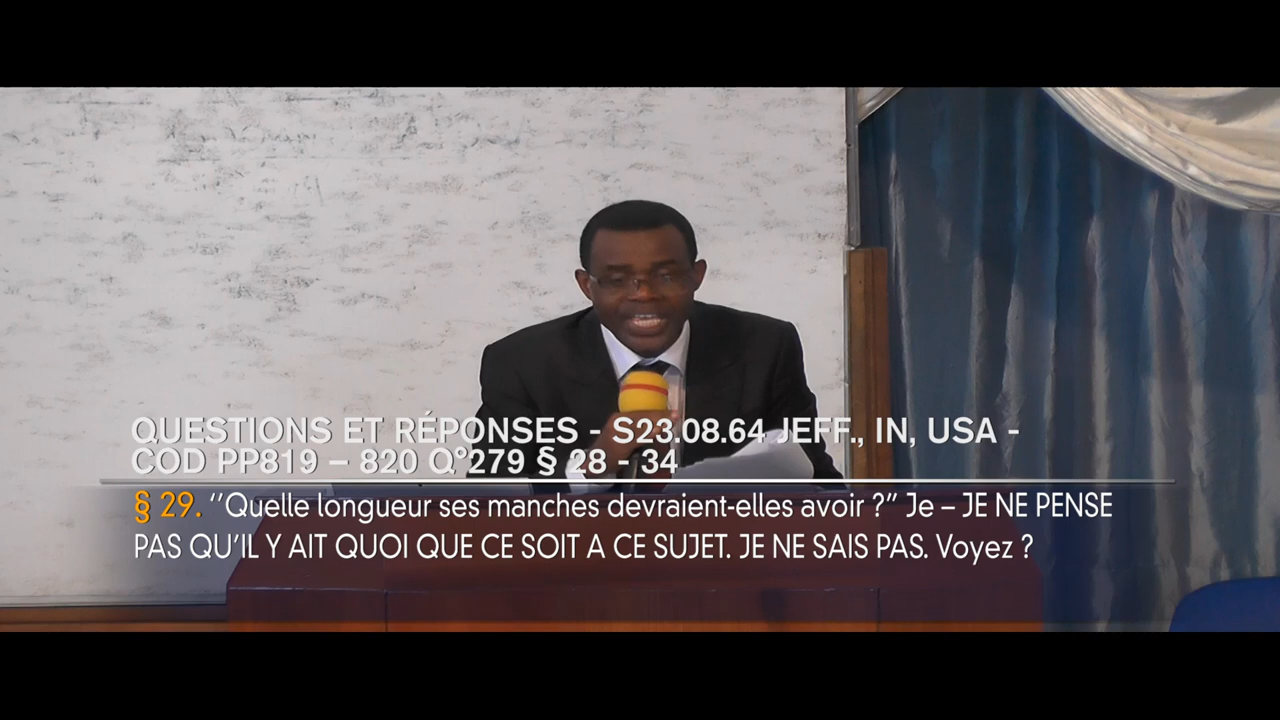 QUESTIONS ET RÉPONSES - S23.08.64 JEFF., IN, USA -
COD PP819 – 820 Q°279 § 28 - 34
§ 29. ‘’Quelle longueur ses manches devraient-elles avoir ?’’ Je – JE NE PENSE
PAS QU’IL Y AIT QUOI QUE CE SOIT A CE SUJET. JE NE SAIS PAS. Voyez ?